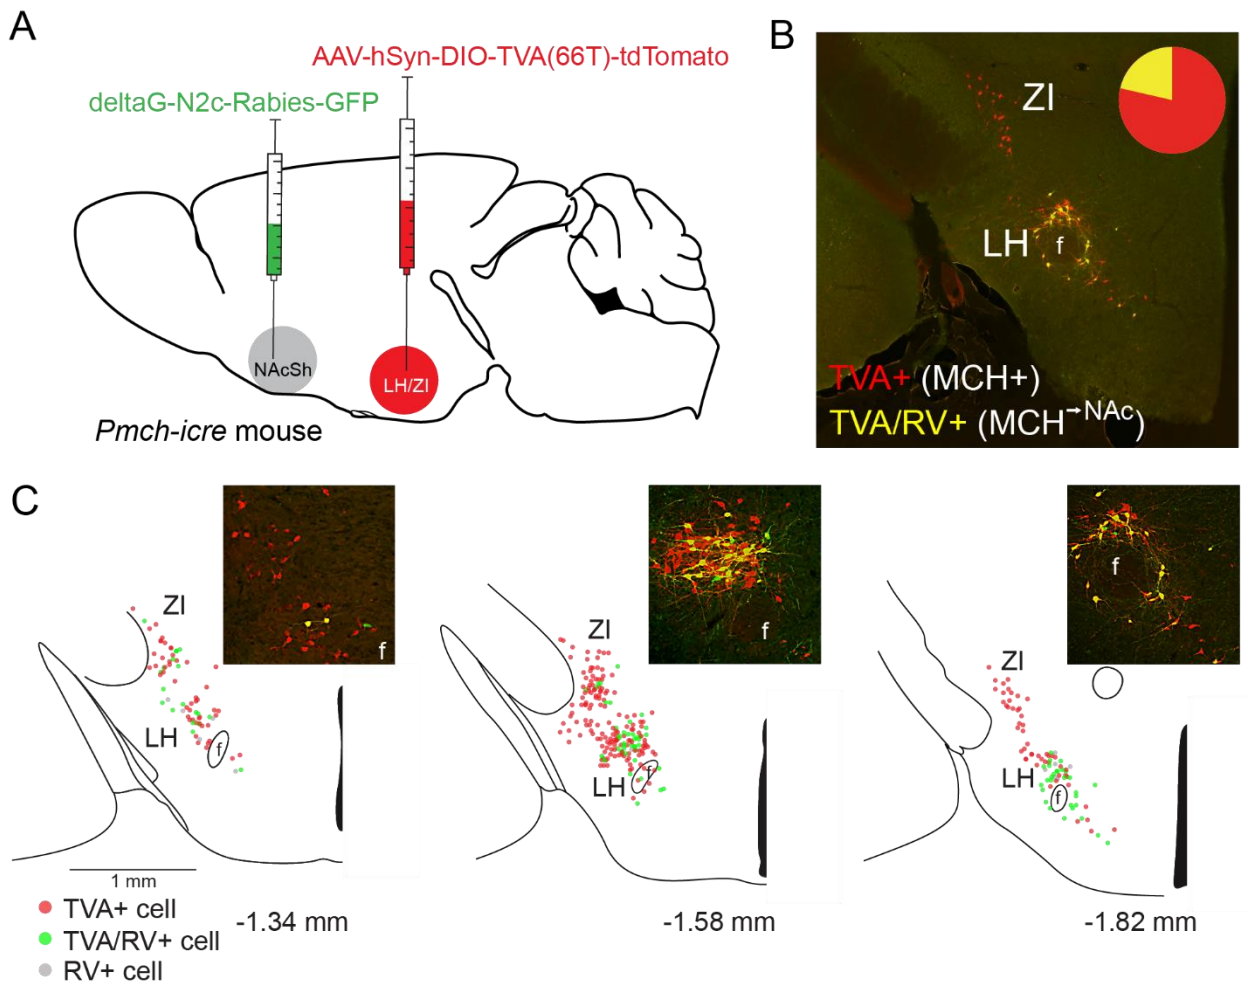 A
AAV-hSyn-DIO-TVA(66T)-tdTomato
deltaG-N2c-Rabies-GFP
NAcSh
LH/ZI
Pmch-icre mouse
B
ZI
LH
f
TVA+ (MCH+)
TVA/RV+ (MCH→NAc)
C
f
ZI
LH
f
1 mm
-1.34 mm
f
ZI
LH
f
-1.58 mm
f
ZI
LH
f
-1.82 mm
TVA+ cell
TVA/RV+ cell
RV+ cell